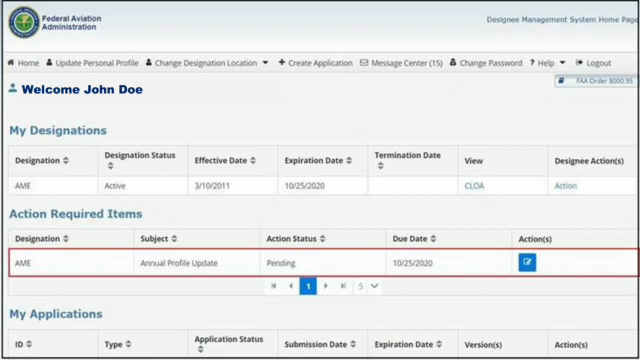 Federal Aviation
Administration
Designee Management System Home Page
Home Update Personal Profile Change Designation Location Create Application Message Center (15) Change Password ? Help Logout
FAA Order 8000.95
Welcome John Doe
My Designations
Designation Designation Status Effective Date Expiration Date Termination Date View Designee Action(s)
AME Active 3/10/2011 10/25/2020 CLOA Action
Action Required Items
Designation Subject Action Status Due Date Action(s)
AME Annual Profile Update Pending 10/25/2020
1 5
My Applications
ID Type Application Status Submission Date Expiration Date Version(s) Action(s)